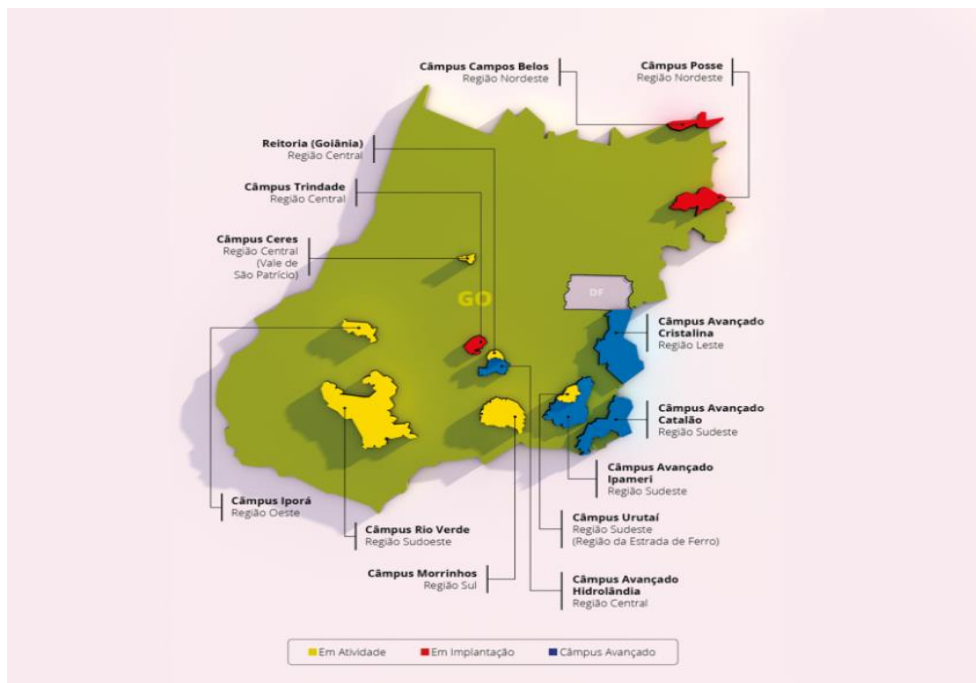 Câmpus Campos Belos
Região Nordeste
Câmpus Posse
Região Nordeste
Reitoria (Goiânia)
Região Central
Câmpus Trindade
Região Central
Câmpus Ceres
Região Central
(Vale de
São Patrício)
GO
DF
Câmpus Avançado
Cristalina
Região Leste
Câmpus Avançado
Catalão
Região Sudeste
Câmpus Avançado
Ipameri
Região Sudeste
Câmpus Iporá
Região Oeste
Câmpus Rio Verde
Região Sudoeste
Câmpus Urutaí
Região Sudeste
(Região da Estrada de Ferro)
Câmpus Morrinhos
Região Sul
Câmpus Avançado
Hidrolândia
Região Central
Em Atividade
Em Implantação
Câmpus Avançado